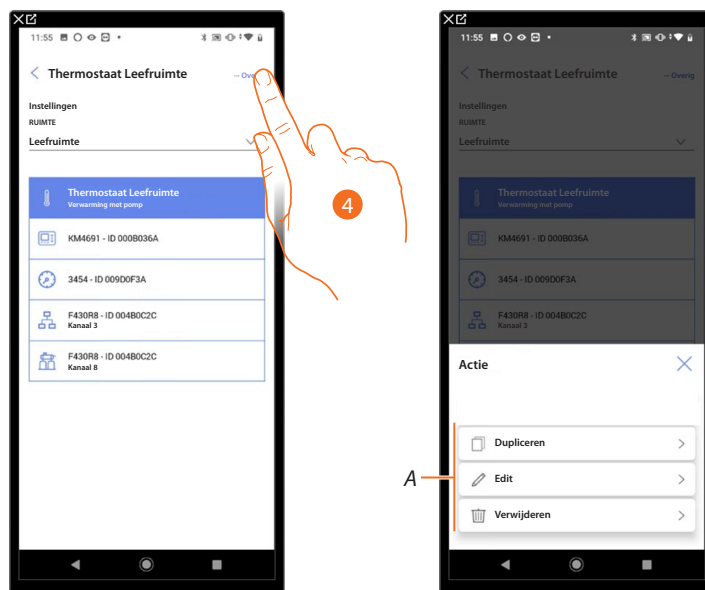 11:55
Thermostaat Leefruimte
-- Ove
Instellingen
RUIMTE
Leefruimte
Thermostaat Leefruimte
Verwarming met pomp
KM4691 - ID 000B036A
3454 - ID 009D0F3A
F430R8 - ID 004B0C2C
Kanaal 3
F430R8 - ID 004B0C2C
Kanaal 8
4
11:55
Thermostaat Leefruimte
-- Overig
Instellingen
RUIMTE
Leefruimte
Thermostaat Leefruimte
Verwarming met pomp
KM4691 - ID 000B036A
3454 - ID 009D0F3A
F430R8 - ID 004B0C2C
Kanaal 3
Actie
A
Dupliceren
Edit
Verwijderen